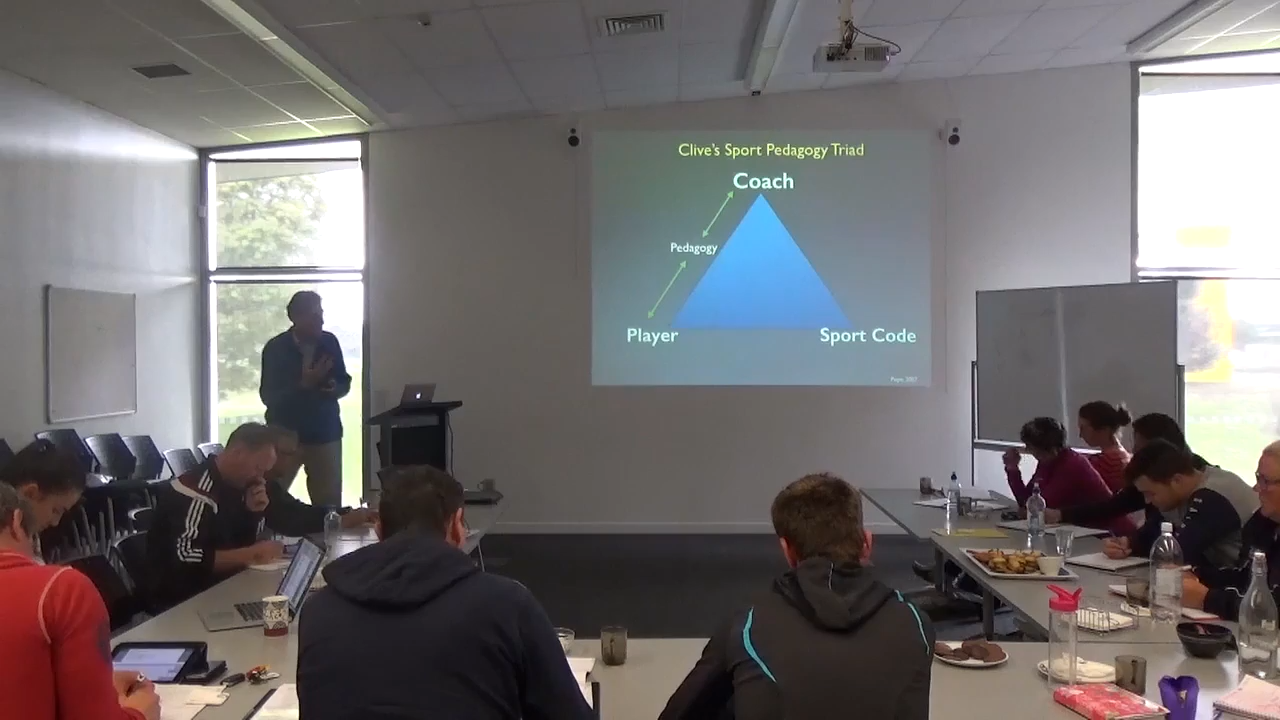 Clive's Sport Pedagogy Triad
Coach
Pedagogy
Player
Sport Code